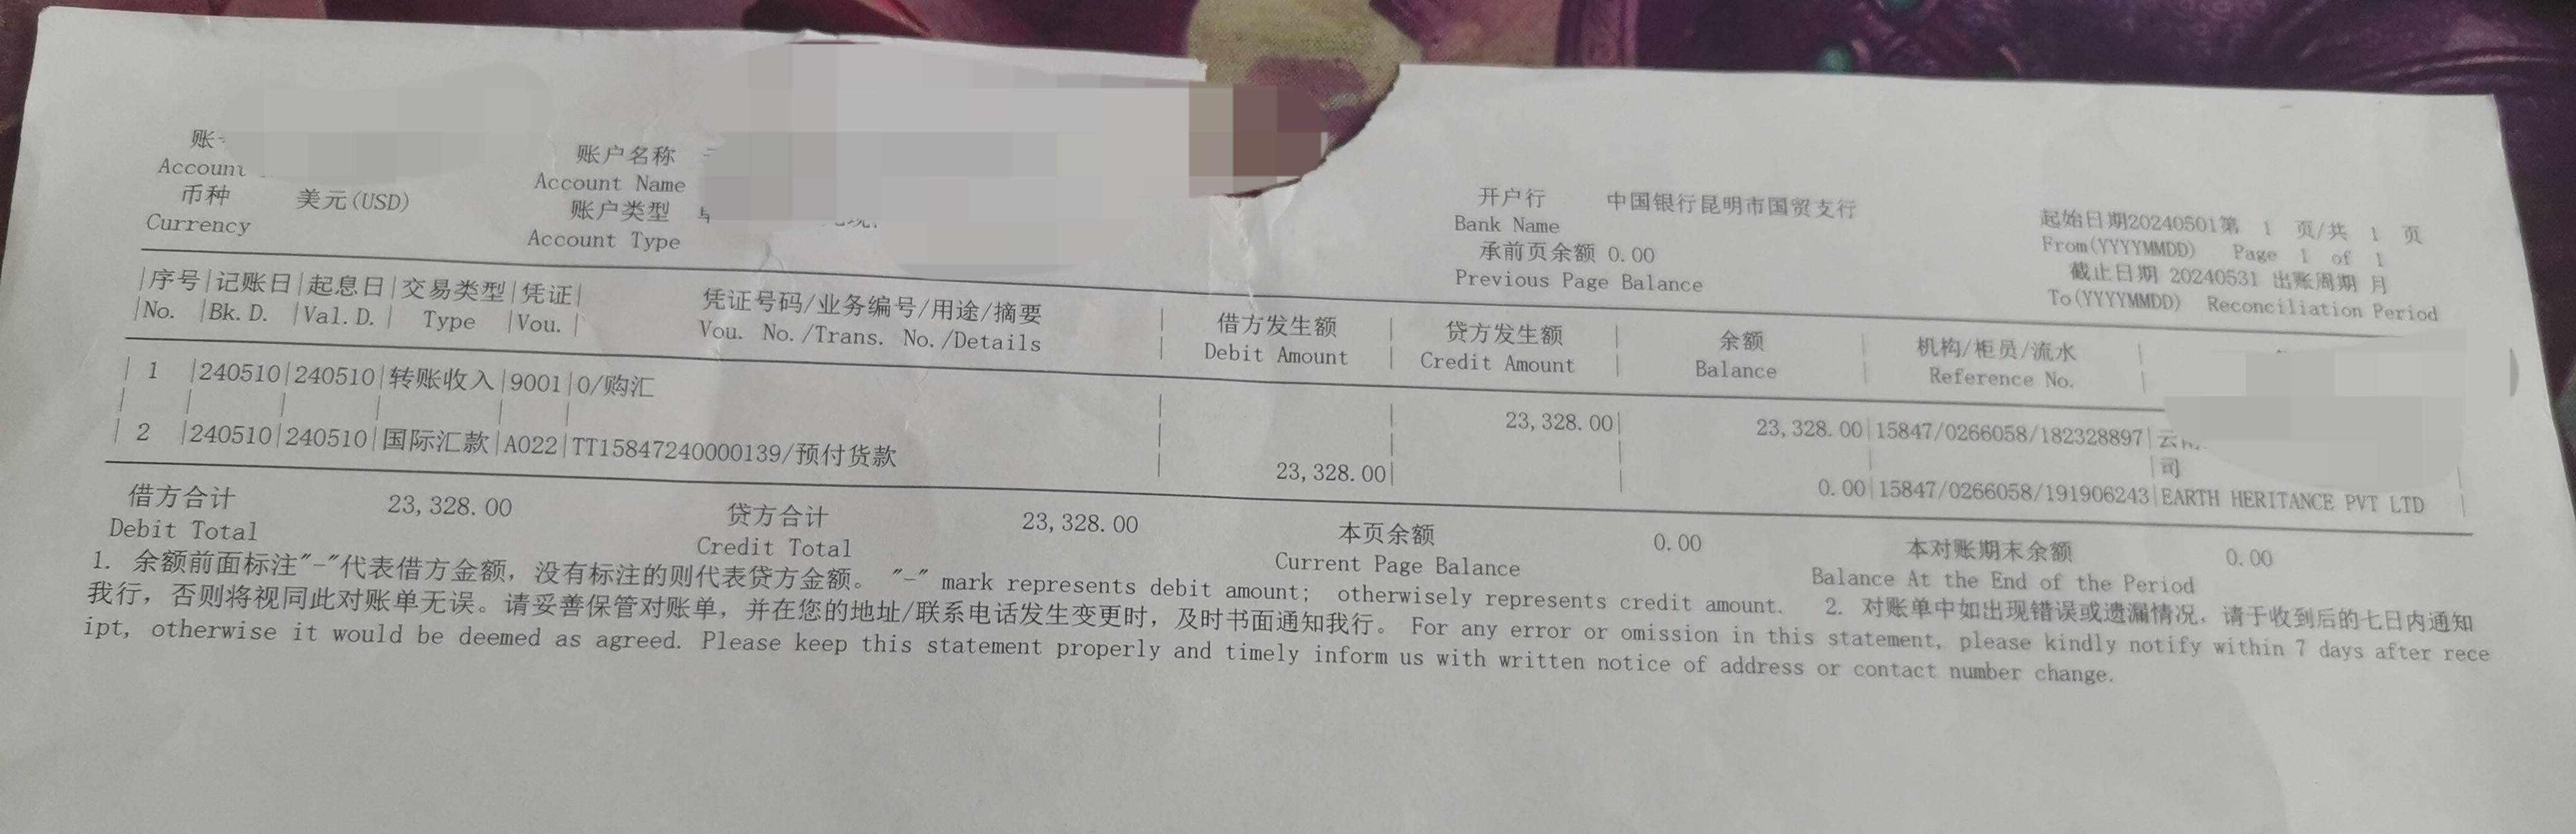 账
Account
账户名称
Account Name
币种 美元(USD)
Currency
账户类型
Account Type
开户行 中国银行昆明市国贸支行
Bank Name
承前页余额 0.00
Previous Page Balance
起始日期20240501第 1 页/共 1 页
From(YYYYMMDD) Page 1 of 1
截止日期 20240531 出账周期 月
To(YYYYMMDD) Reconciliation Period
|序号|记账日|起息日|交易类型|凭证| 凭证号码/业务编号/用途/摘要 | 借方发生额 | 贷方发生额 | 余额 | 机构/柜员/流水 |
|No. |Bk.D. |Val.D.| Type |Vou. | Vou. No./Trans. No./Details | Debit Amount | Credit Amount | Balance | Reference No. |
| 1 |240510|240510|转账收入|9001|0/购汇 | | 23,328.00| 23,328.00|15847/0266058/182328897|云
司
| 2 |240510|240510|国际汇款|A022|TT15847240000139/预付货款 | 23,328.00| | 0.00|15847/0266058/191906243|EARTH HERITANCE PVT LTD |
借方合计 23,328.00 贷方合计 23,328.00 本页余额 0.00 本对账期末余额 0.00
Debit Total Credit Total Current Page Balance Balance At the End of the Period
1. 余额前面标注"-"代表借方金额，没有标注的则代表贷方金额。 "-" mark represents debit amount; otherwisely represents credit amount. 2. 对账单中如出现错误或遗漏情况，请于收到后的七日内通知
我行，否则将视同此对账单无误。请妥善保管对账单，并在您的地址/联系电话发生变更时，及时书面通知我行。 For any error or omission in this statement, please kindly notify within 7 days after rece
ipt, otherwise it would be deemed as agreed. Please keep this statement properly and timely inform us with written notice of address or contact number change.